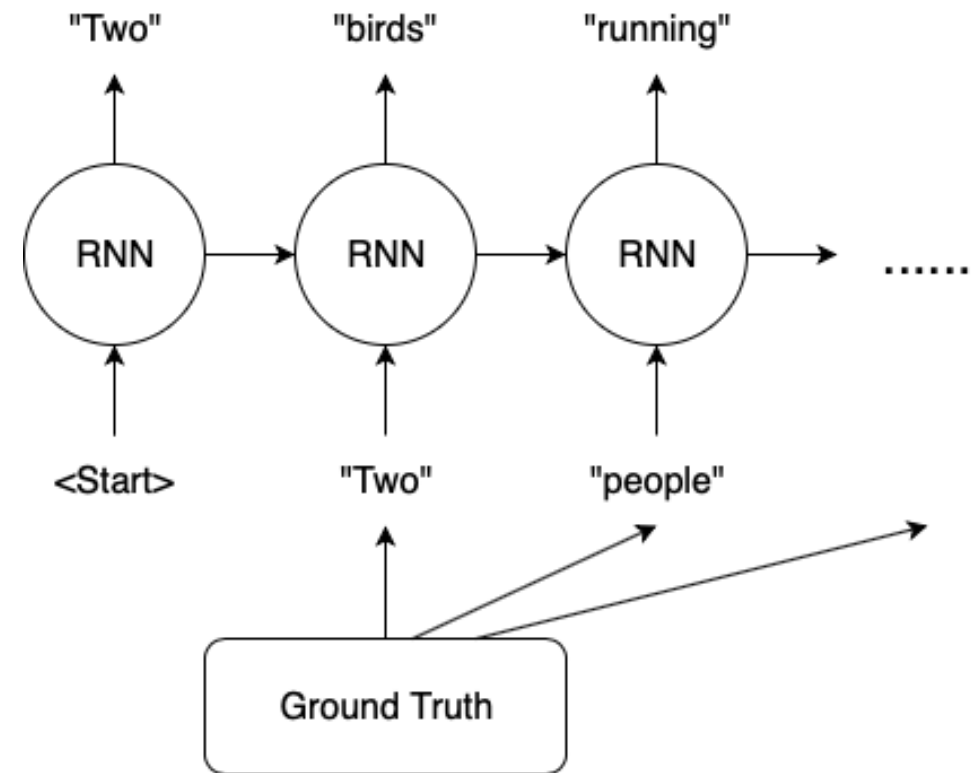 "Two" "birds" "running"
RNN RNN RNN ......
<Start> "Two" "people"
Ground Truth